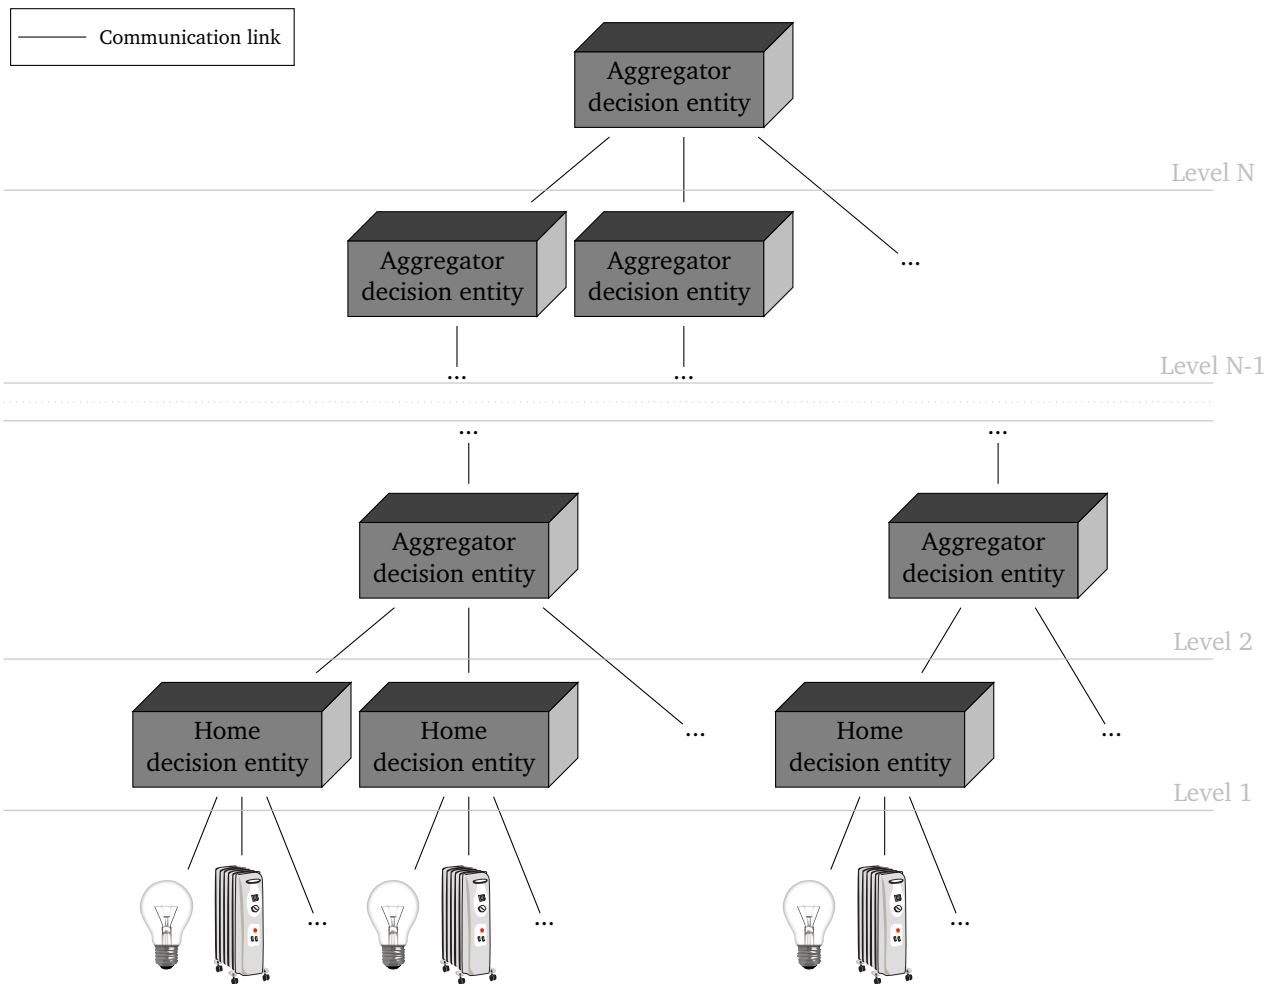 Communication link
Aggregator
decision entity
Level N
Aggregator
decision entity
Aggregator
decision entity
...
Level N-1
...
...
...
...
Aggregator
decision entity
Aggregator
decision entity
Level 2
Home
decision entity
Home
decision entity
...
Home
decision entity
...
Level 1
...
...
...